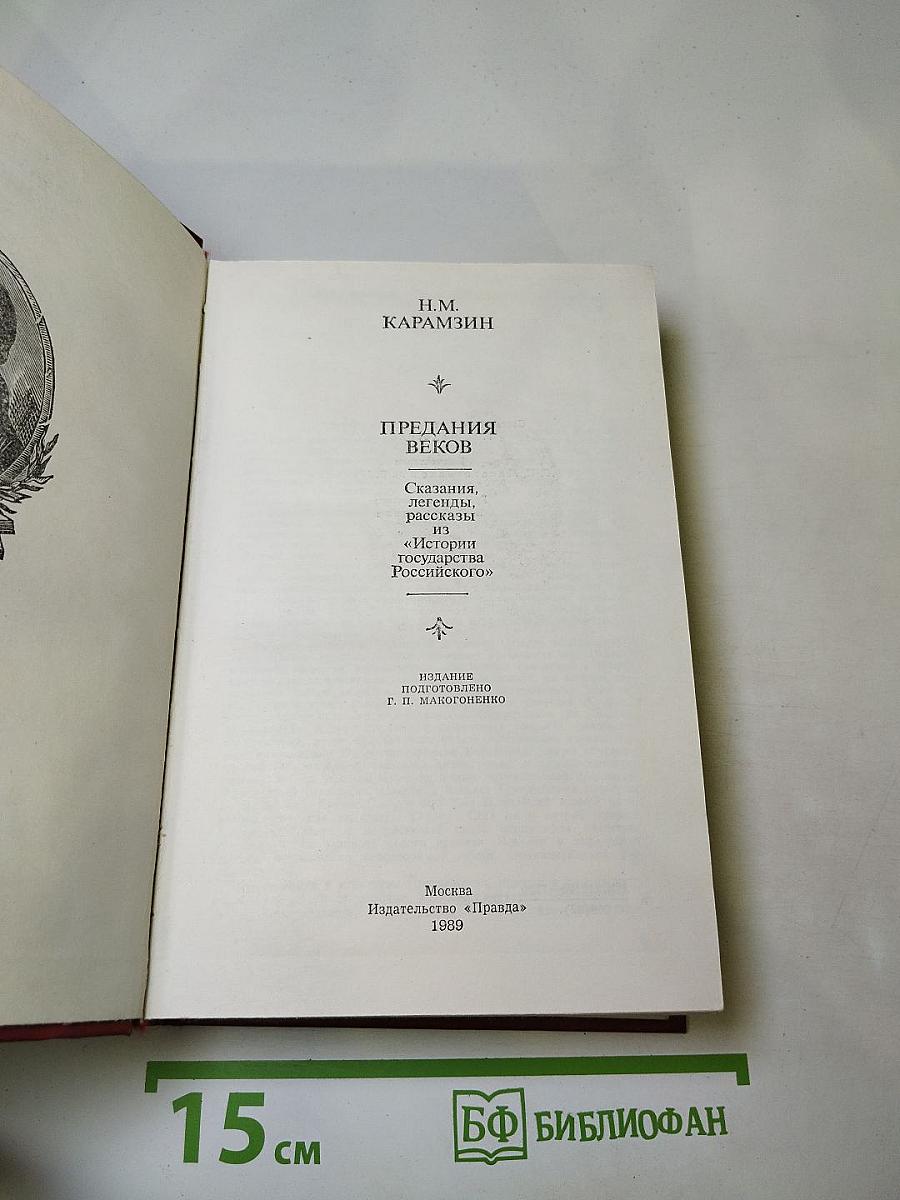 Н.М.
КАРАМЗИН
ПРЕДАНИЯ
ВЕКОВ
Сказания,
легенды,
рассказы
из
«Истории
государства
Российского»
ИЗДАНИЕ
ПОДГОТОВЛЕНО
Г. П. МАКОГОНЕНКО
Москва
Издательство «Правда»
1989
15 см
БФ БИБЛИОФАН